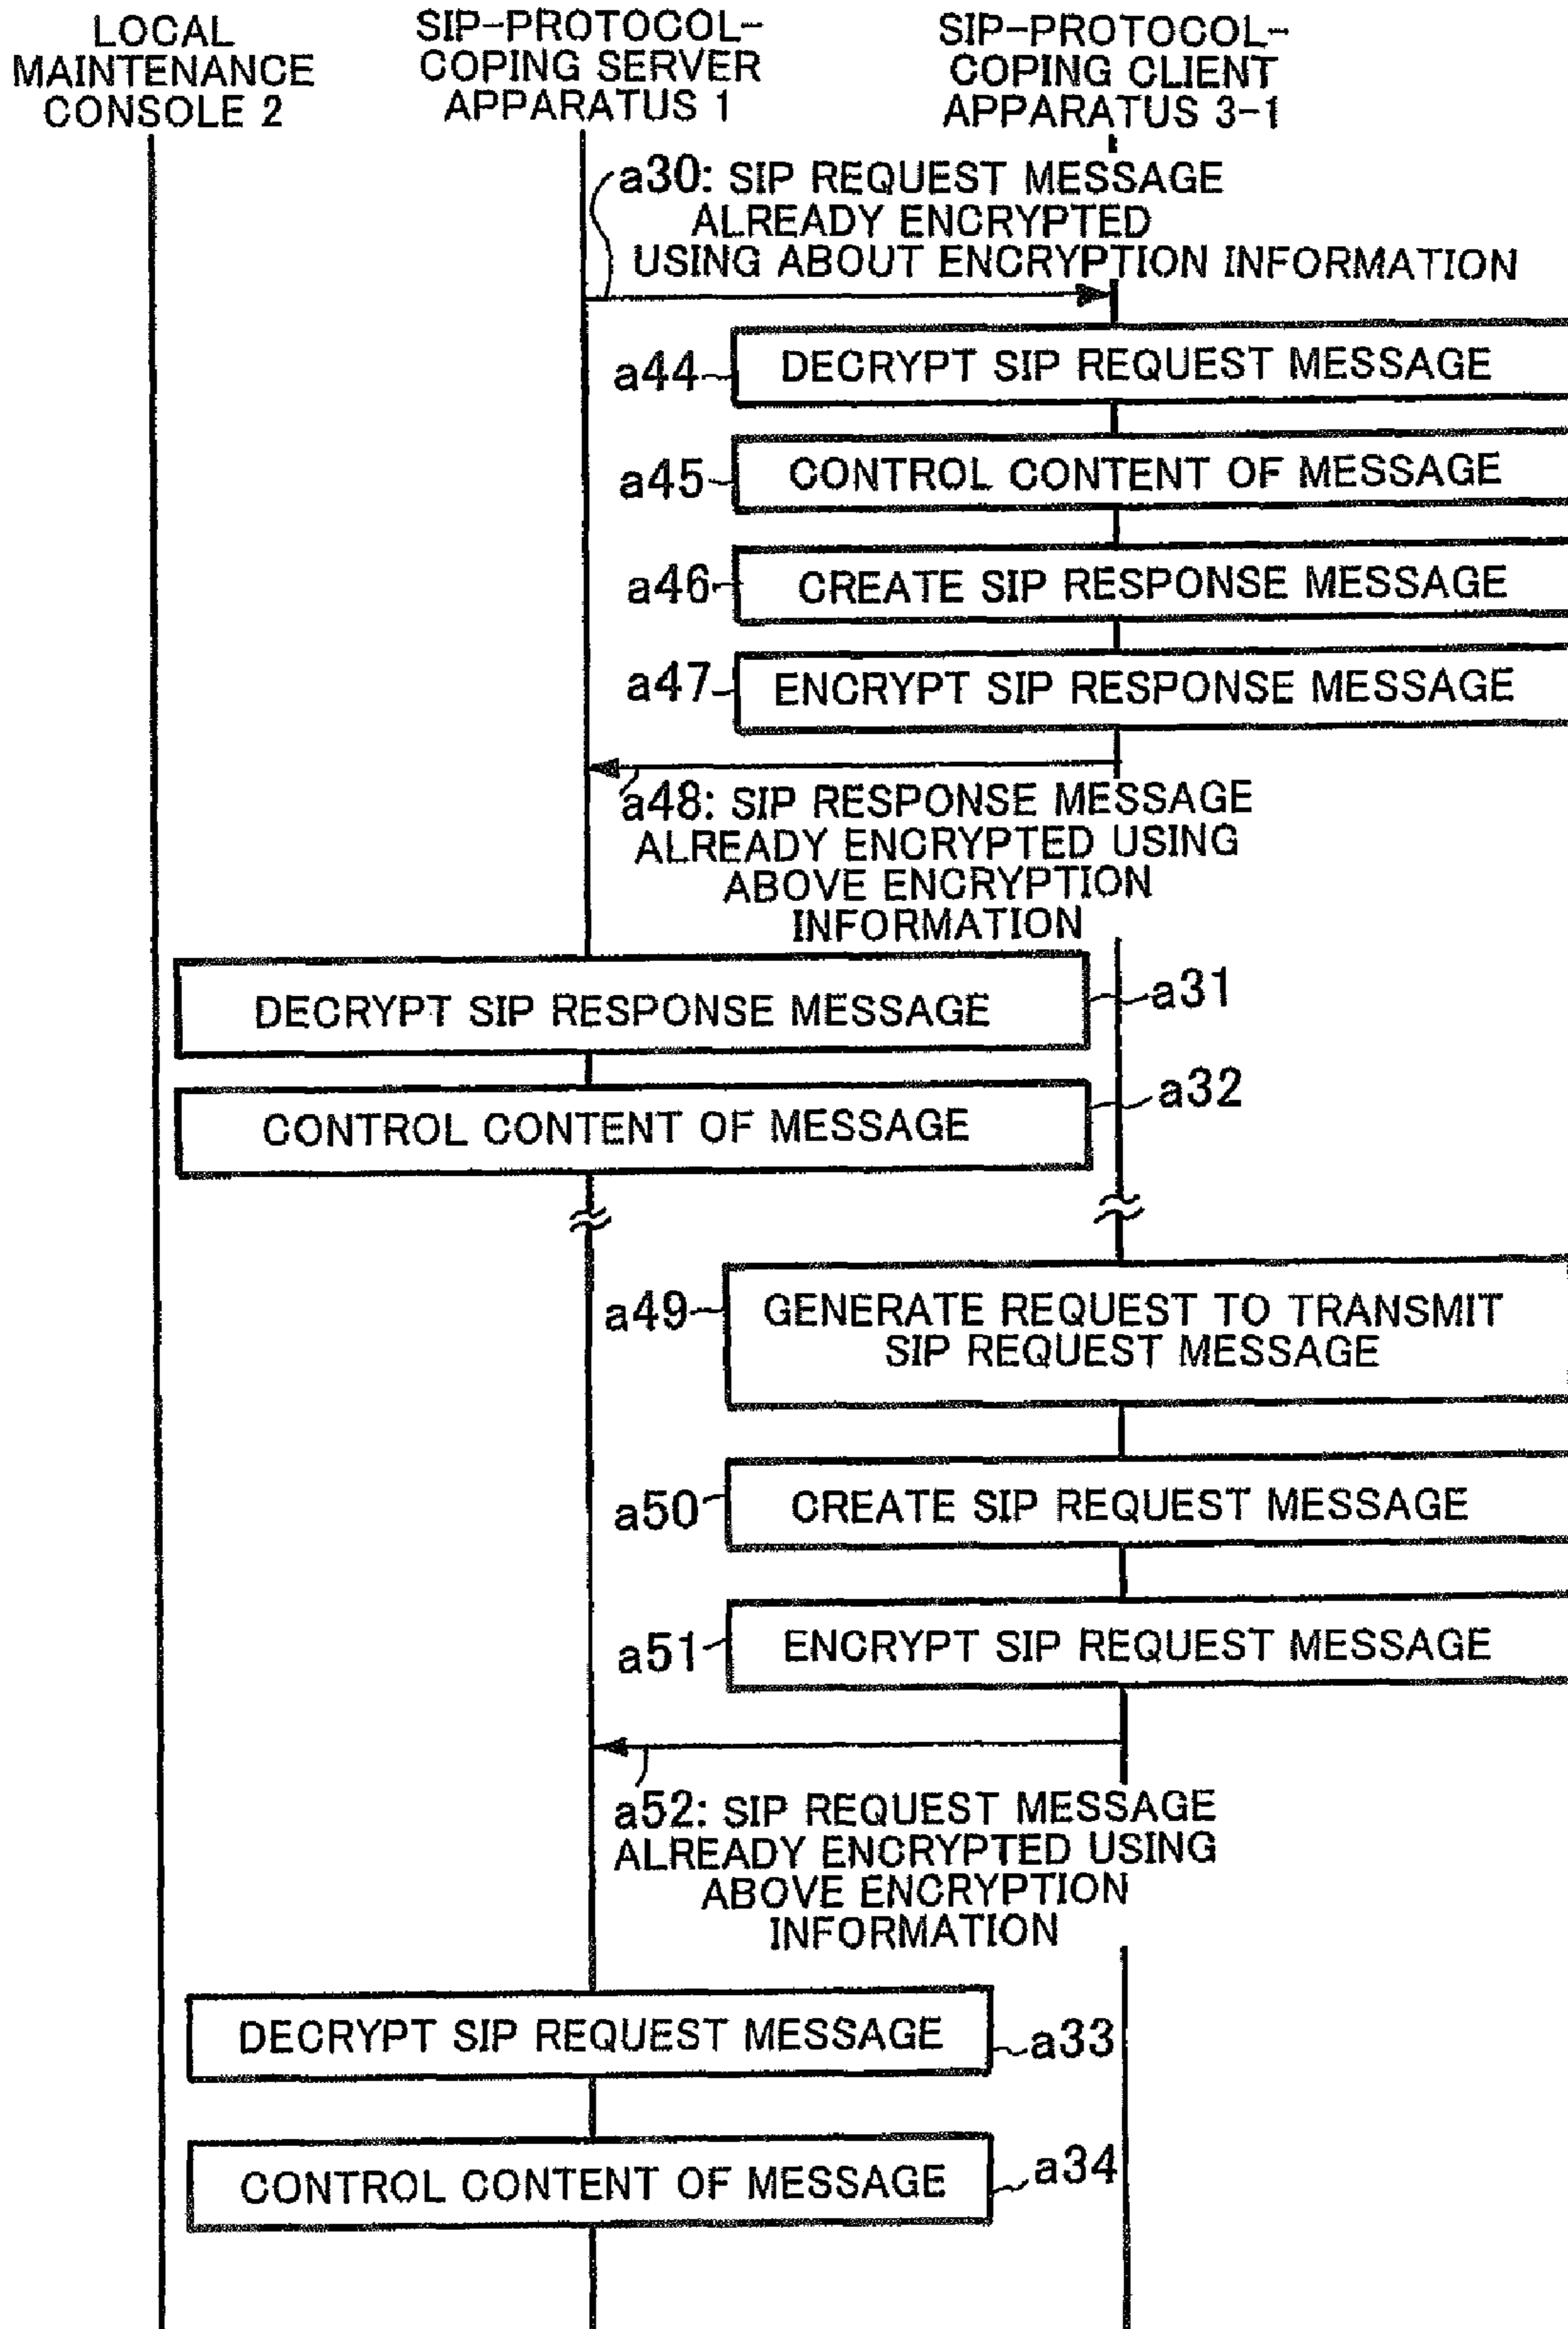 LOCAL
MAINTENANCE
CONSOLE 2
SIP-PROTOCOL-
COPING SERVER
APPARATUS 1
SIP-PROTOCOL-
COPING CLIENT
APPARATUS 3-1
a30: SIP REQUEST MESSAGE
ALREADY ENCRYPTED
USING ABOUT ENCRYPTION INFORMATION
a44 DECRYPT SIP REQUEST MESSAGE
a45 CONTROL CONTENT OF MESSAGE
a46 CREATE SIP RESPONSE MESSAGE
a47 ENCRYPT SIP RESPONSE MESSAGE
a48: SIP RESPONSE MESSAGE
ALREADY ENCRYPTED USING
ABOVE ENCRYPTION
INFORMATION
DECRYPT SIP RESPONSE MESSAGE a31
CONTROL CONTENT OF MESSAGE a32
a49 GENERATE REQUEST TO TRANSMIT
SIP REQUEST MESSAGE
a50 CREATE SIP REQUEST MESSAGE
a51 ENCRYPT SIP REQUEST MESSAGE
a52: SIP REQUEST MESSAGE
ALREADY ENCRYPTED USING
ABOVE ENCRYPTION
INFORMATION
DECRYPT SIP REQUEST MESSAGE a33
CONTROL CONTENT OF MESSAGE a34